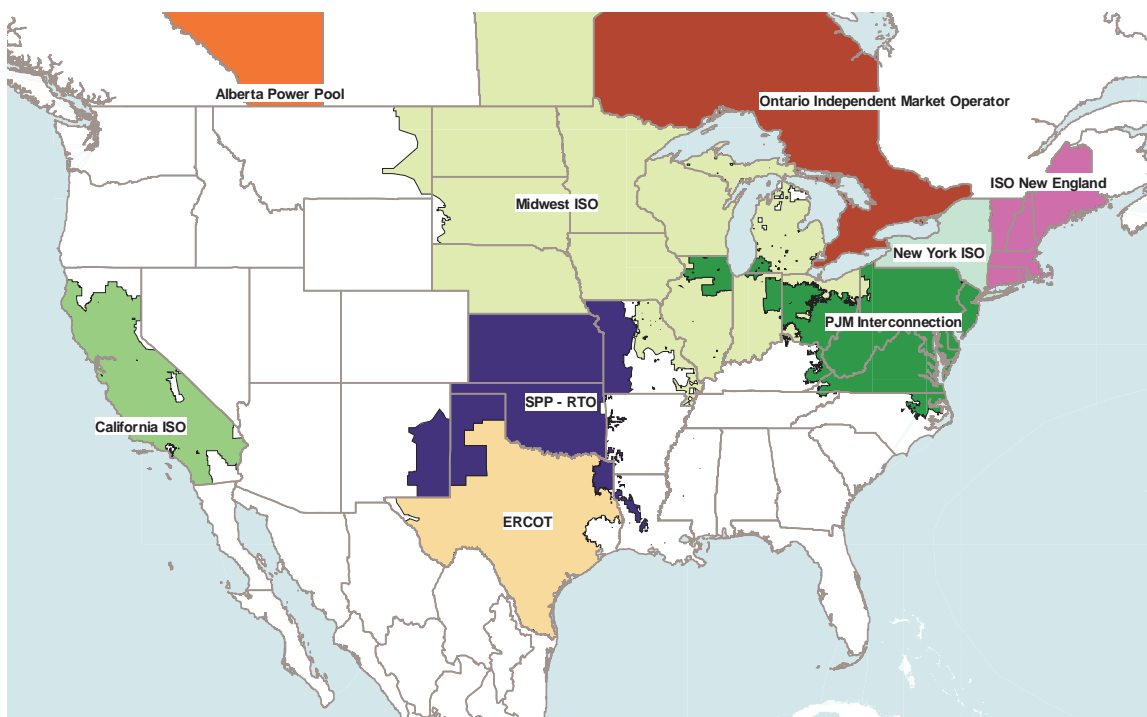 Alberta Power Pool
Ontario Independent Market Operator
ISO New England
Midwest ISO
New York ISO
PJM Interconnection
SPP - RTO
California ISO
ERCOT